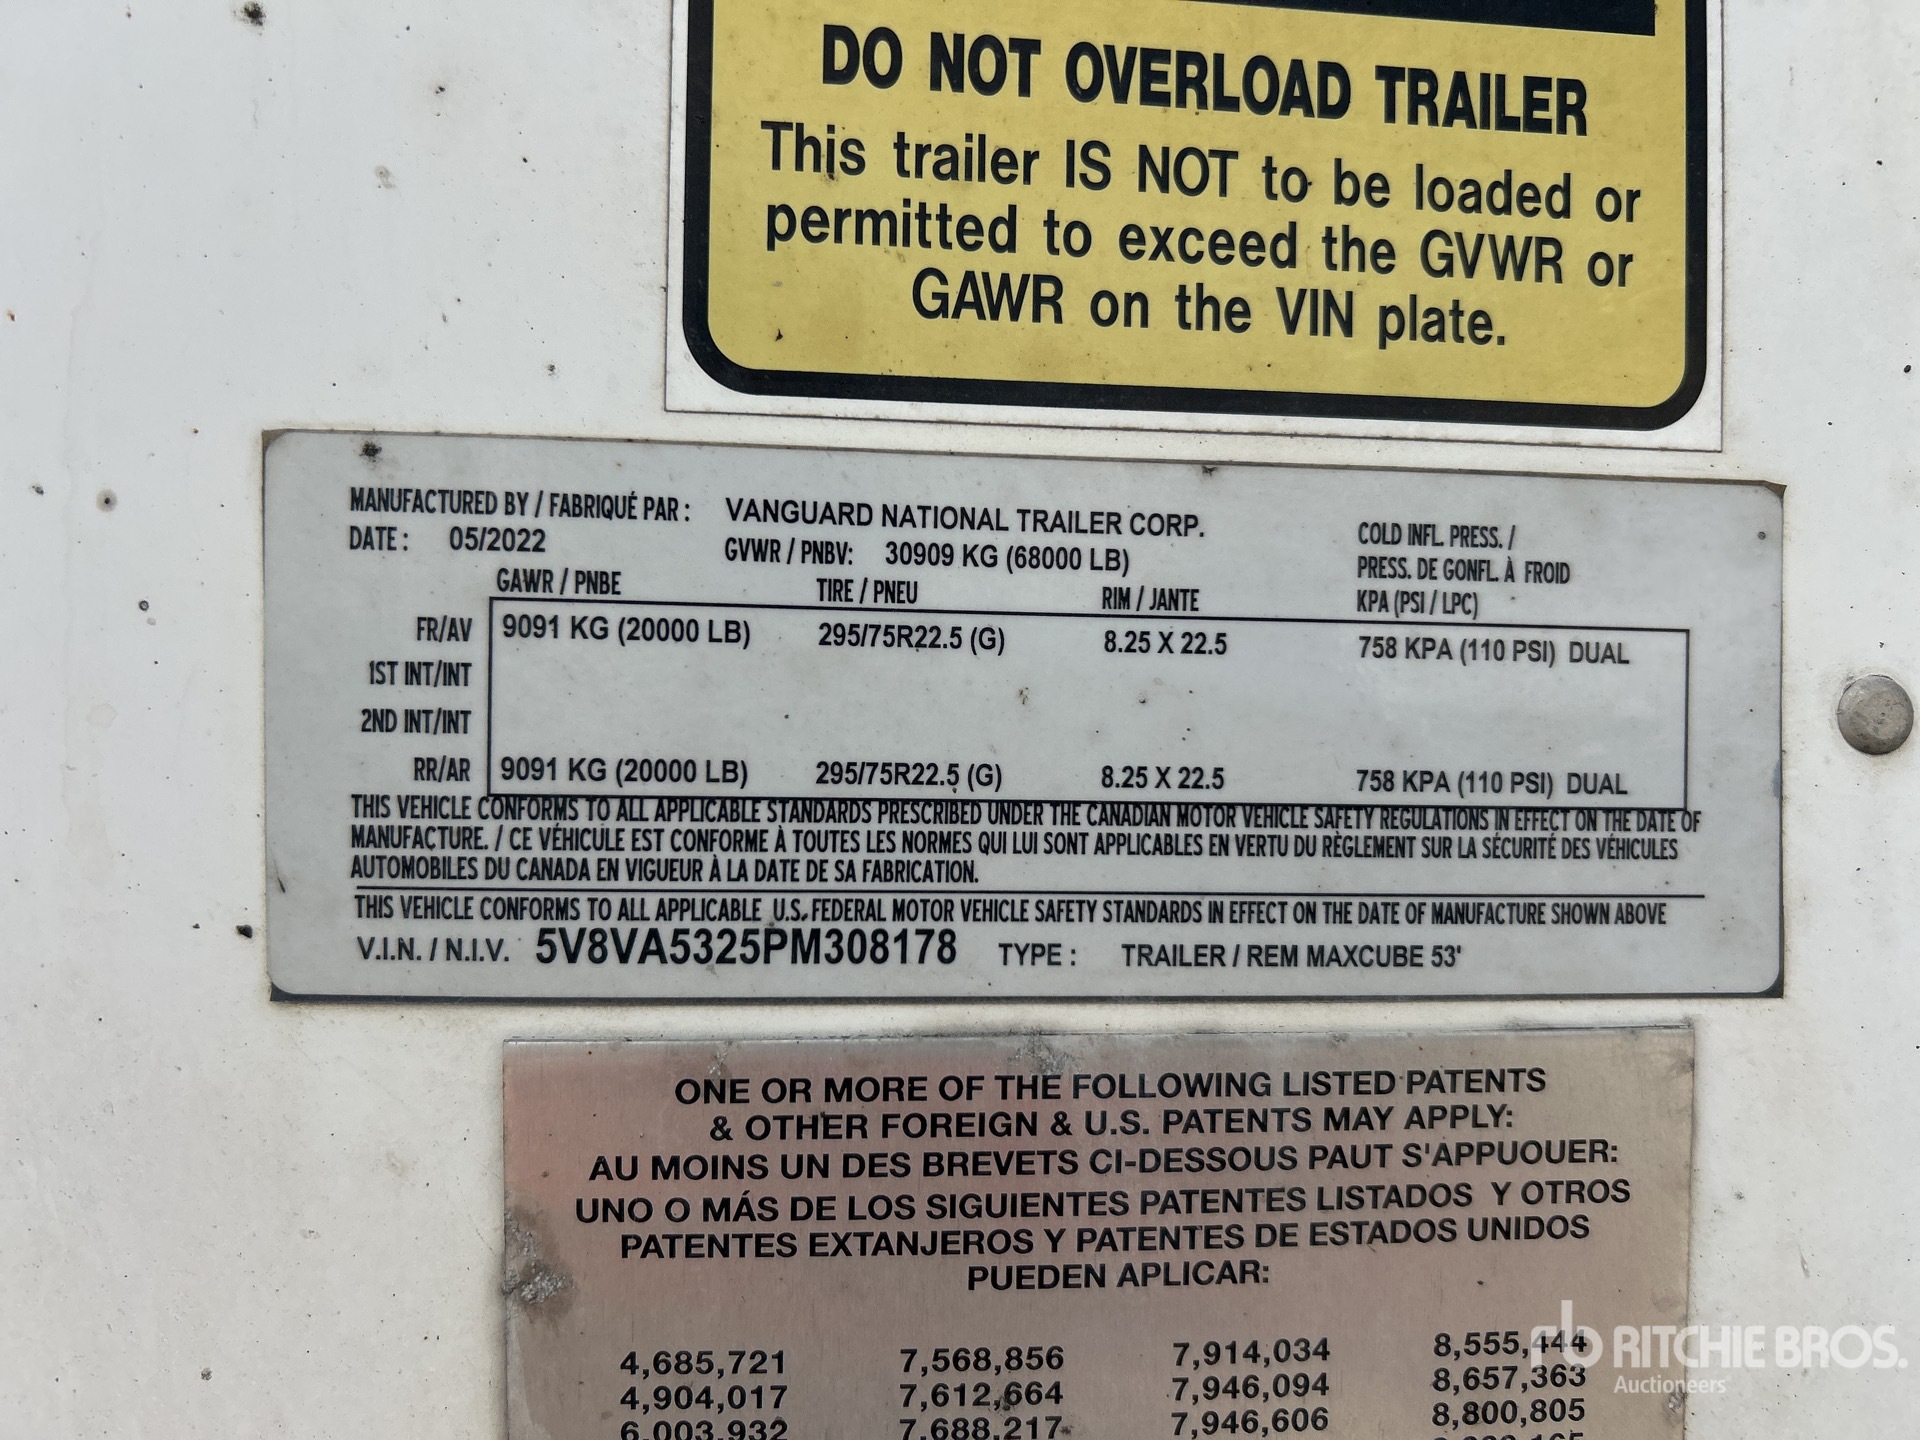 DO NOT OVERLOAD TRAILER
This trailer IS NOT to be loaded or
permitted to exceed the GVWR or
GAWR on the VIN plate.
MANUFACTURED BY / FABRIQUÉ PAR : VANGUARD NATIONAL TRAILER CORP.
DATE : 05/2022 GVWR / PNBV: 30909 KG (68000 LB)
COLD INFL. PRESS. /
PRESS. DE GONFL. À FROID
KPA (PSI / LPC)
GAWR / PNBE TIRE / PNEU RIM / JANTE
FR/AV 9091 KG (20000 LB) 295/75R22.5 (G) 8.25 X 22.5 758 KPA (110 PSI) DUAL
1ST INT/INT
2ND INT/INT
RR/AR 9091 KG (20000 LB) 295/75R22.5 (G) 8.25 X 22.5 758 KPA (110 PSI) DUAL
THIS VEHICLE CONFORMS TO ALL APPLICABLE STANDARDS PRESCRIBED UNDER THE CANADIAN MOTOR VEHICLE SAFETY REGULATIONS IN EFFECT ON THE DATE OF
MANUFACTURE. / CE VÉHICULE EST CONFORME À TOUTES LES NORMES QUI LUI SONT APPLICABLES EN VERTU DU RÈGLEMENT SUR LA SÉCURITÉ DES VÉHICULES
AUTOMOBILES DU CANADA EN VIGUEUR À LA DATE DE SA FABRICATION.
THIS VEHICLE CONFORMS TO ALL APPLICABLE U.S. FEDERAL MOTOR VEHICLE SAFETY STANDARDS IN EFFECT ON THE DATE OF MANUFACTURE SHOWN ABOVE
V.I.N. / N.I.V. 5V8VA5325PM308178 TYPE : TRAILER / REM MAXCUBE 53'
ONE OR MORE OF THE FOLLOWING LISTED PATENTS
& OTHER FOREIGN & U.S. PATENTS MAY APPLY:
AU MOINS UN DES BREVETS CI-DESSOUS PAUT S'APPUOUER:
UNO O MÁS DE LOS SIGUIENTES PATENTES LISTADOS Y OTROS
PATENTES EXTANJEROS Y PATENTES DE ESTADOS UNIDOS
PUEDEN APLICAR:
4,685,721 7,568,856 7,914,034 8,555,444
4,904,017 7,612,664 7,946,094 8,657,363
6,003,932 7,688,217 7,946,606 8,800,805
rb RITCHIE BROS.
Auctioneers